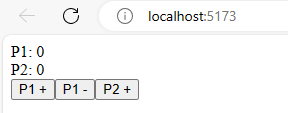 localhost:5173
P1: 0
P2: 0
P1 + P1 - P2 +